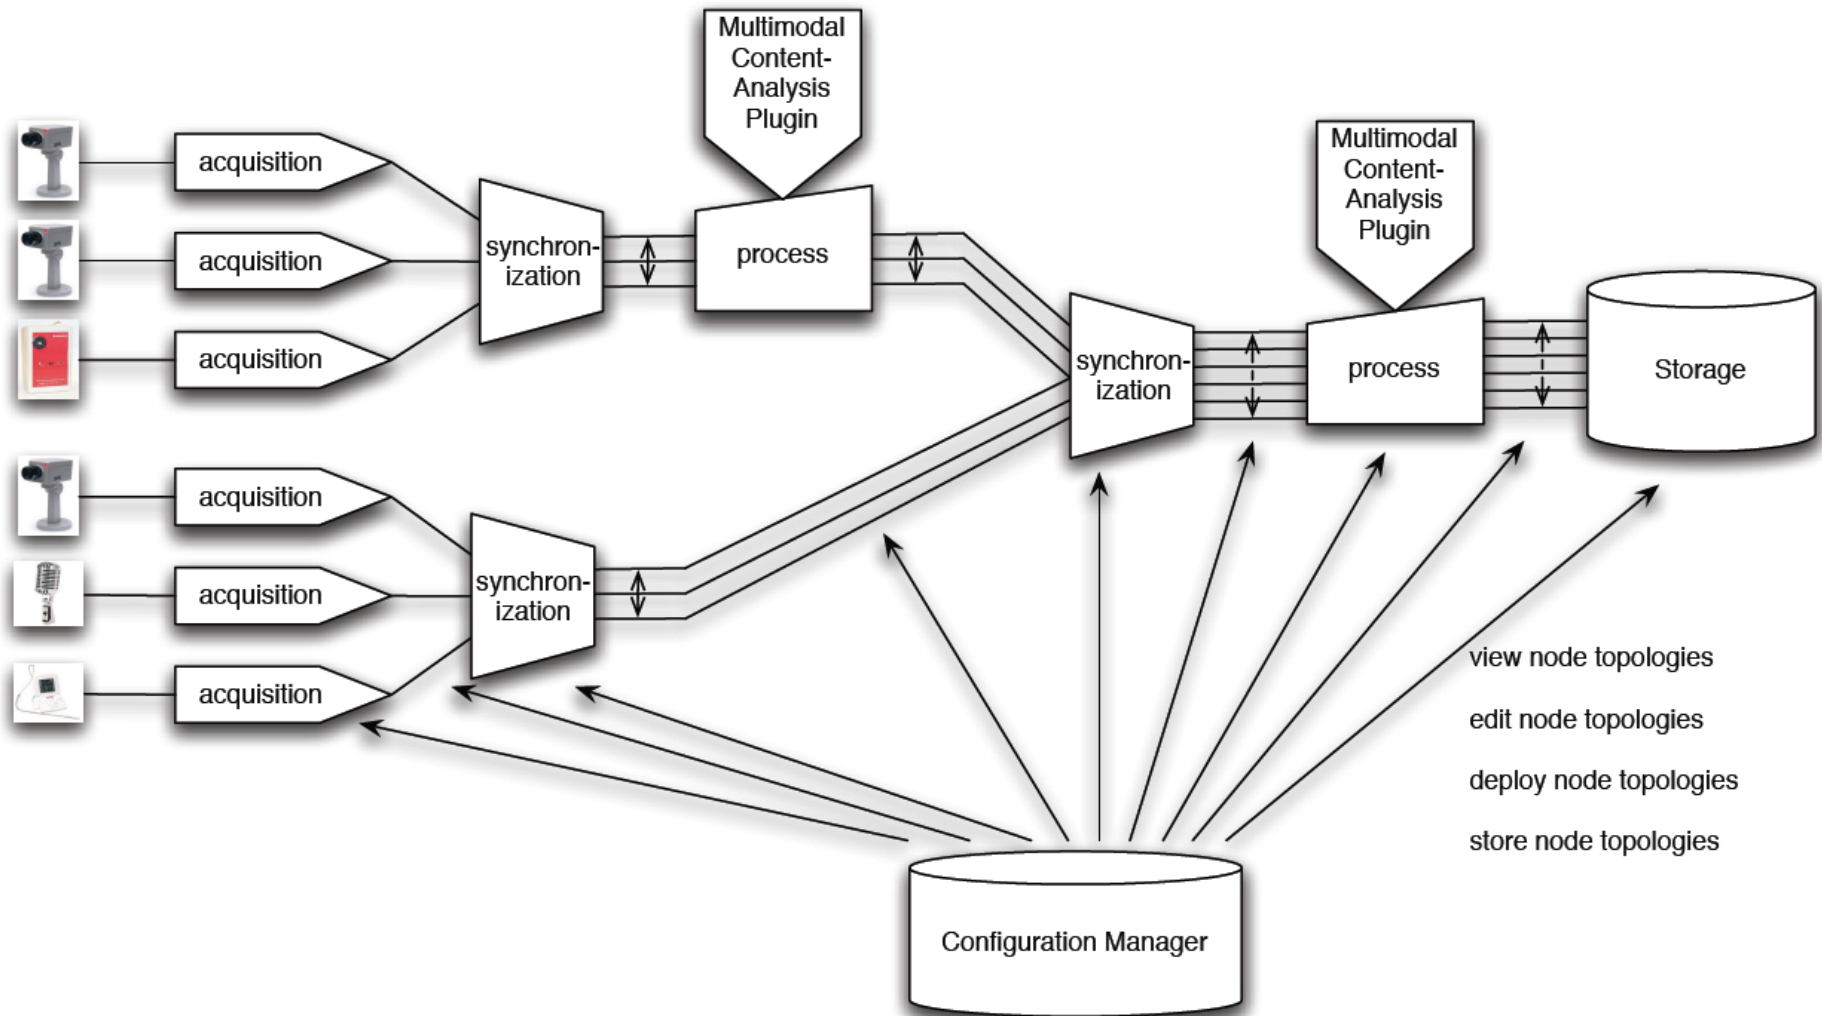 Multimodal
Content-
Analysis
Plugin
Multimodal
Content-
Analysis
Plugin
acquisition
acquisition
acquisition
synchron-
ization
process
synchron-
ization
process
Storage
acquisition
acquisition
acquisition
synchron-
ization
view node topologies
edit node topologies
deploy node topologies
store node topologies
Configuration Manager